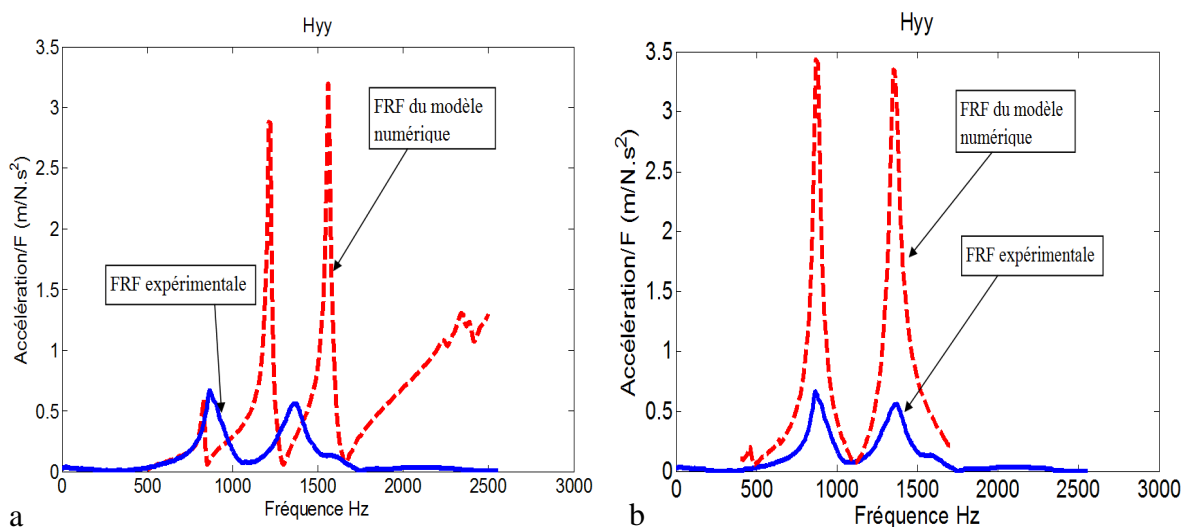 Hyy
3.5
3
2.5
2
1.5
1
0.5
0
0
500
1000
1500
2000
2500
3000
Accélération/F (m/N.s²)
Fréquence Hz
FRF du modèle
numérique
FRF expérimentale
a
Hyy
3.5
3
2.5
2
1.5
1
0.5
0
0
500
1000
1500
2000
2500
3000
Accélération/F (m/N.s²)
Fréquence Hz
FRF du modèle
numérique
FRF expérimentale
b